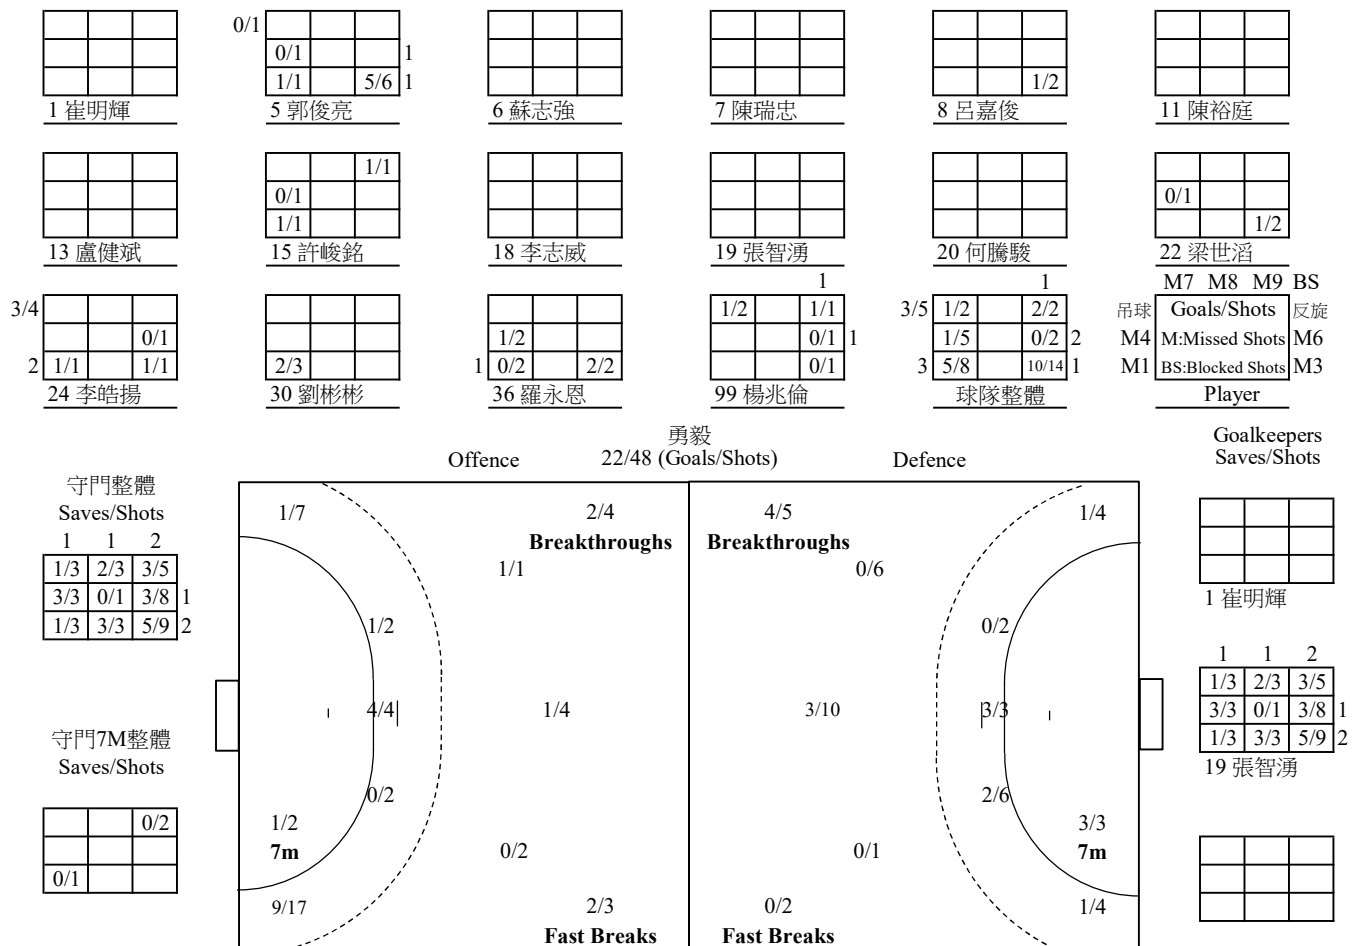 0/1
0/1 1
1/1 5/6 1 1/2
1 崔明輝 5 郭俊亮 6 蘇志強 7 陳瑞忠 8 呂嘉俊 11 陳裕庭
1/1
0/1 0/1
1/1 1/2
13 盧健斌 15 許峻銘 18 李志威 19 張智湧 20 何騰駿 22 梁世滔
1 1 M7 M8 M9 BS
3/4 1/2 1/1 3/5 1/2 2/2 吊球 Goals/Shots 反旋
0/1 1/2 0/1 1 1/5 0/2 2 M4 M:Missed Shots M6
2 1/1 1/1 2/3 1 0/2 2/2 0/1 3 5/8 10/14 1 M1 BS:Blocked Shots M3
24 李皓揚 30 劉彬彬 36 羅永恩 99 楊兆倫 球隊整體 Player
勇毅
Offence 22/48 (Goals/Shots) Defence
Goalkeepers
Saves/Shots
守門整體
Saves/Shots
1 1 2
1/3 2/3 3/5
3/3 0/1 3/8 1
1/3 3/3 5/9 2
守門7M整體
Saves/Shots
0/2
0/1
1/7 2/4
Breakthroughs
1/1
1/2
4/4 1/4
0/2
1/2
7m
0/2
9/17 2/3
Fast Breaks
4/5 1/4
Breakthroughs
0/6
0/2
3/10 3/3
2/6
3/3
7m
0/1
0/2 1/4
Fast Breaks
1 崔明輝
1 1 2
1/3 2/3 3/5
3/3 0/1 3/8 1
1/3 3/3 5/9 2
19 張智湧